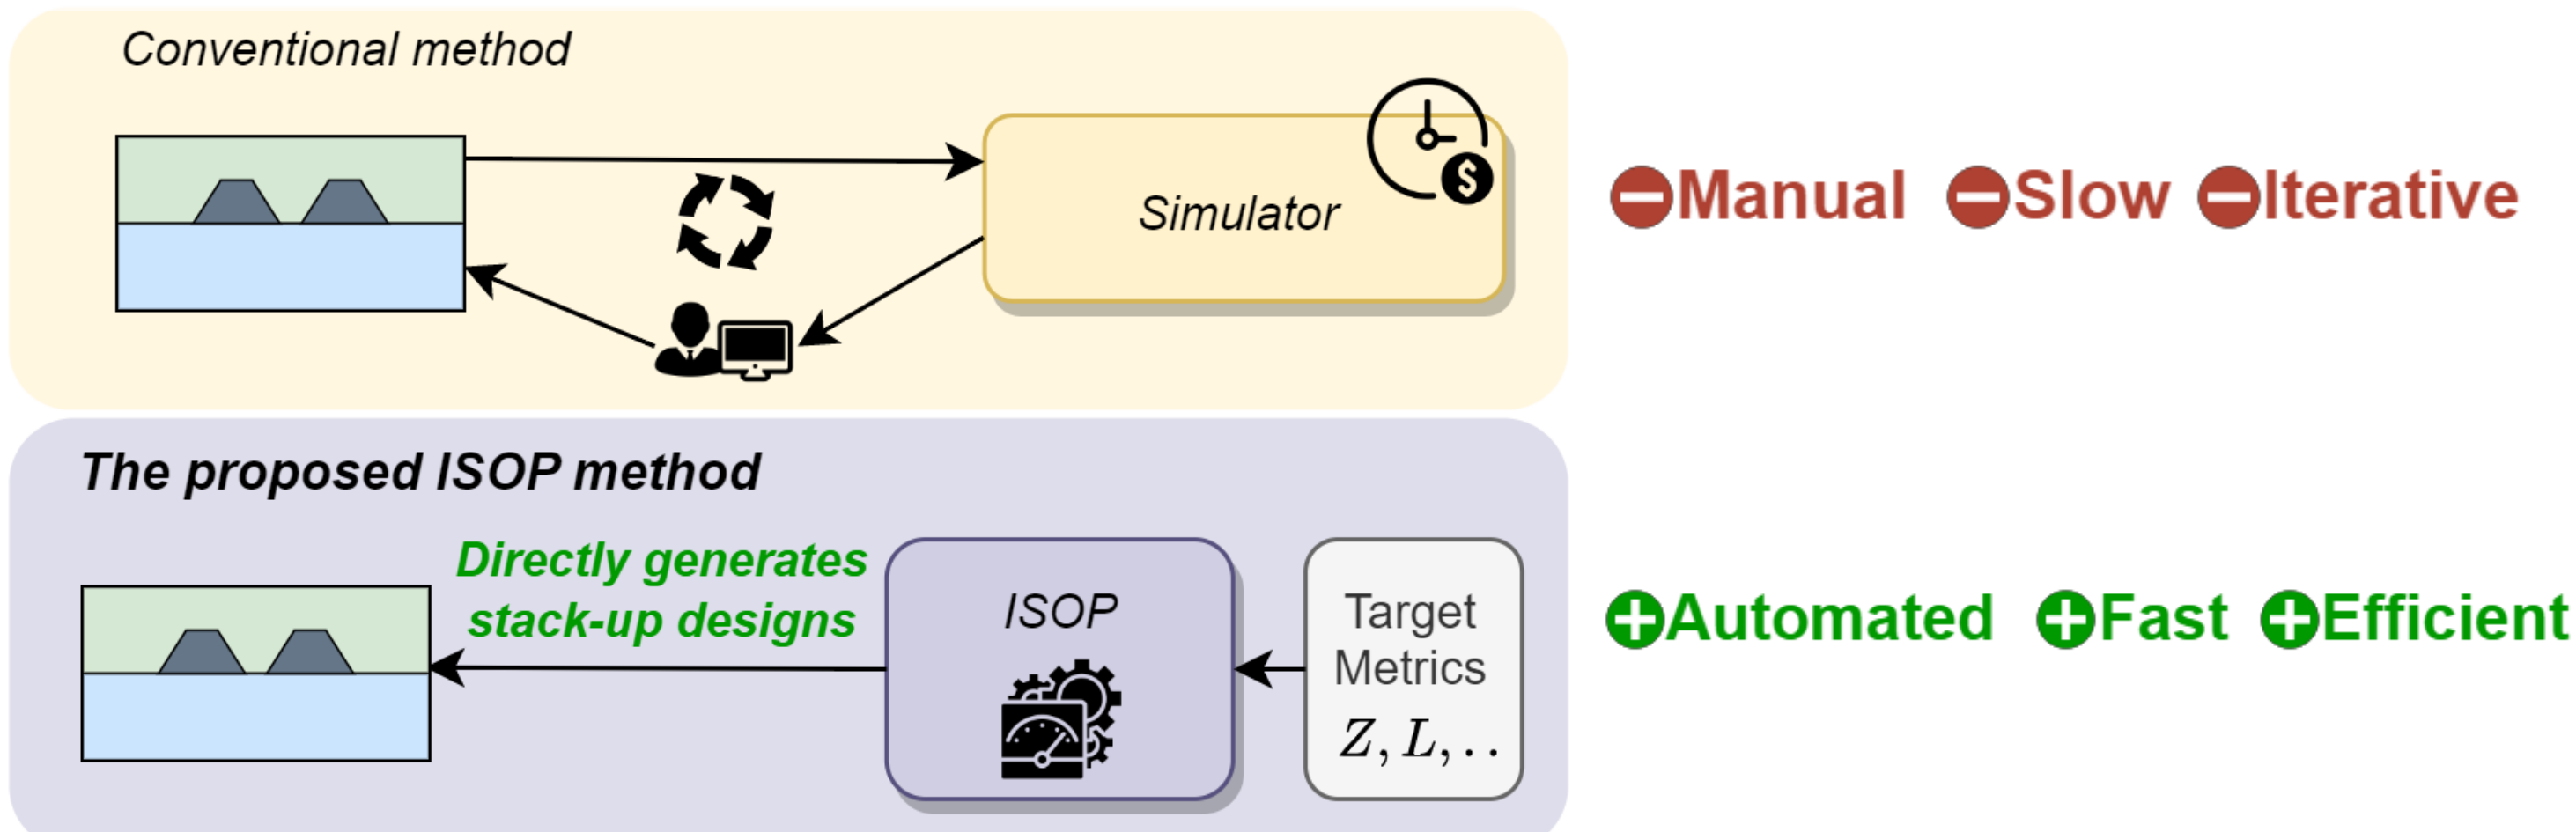 Conventional method
Simulator
$
Manual Slow Iterative
The proposed ISOP method
Directly generates
stack-up designs
ISOP
Target
Metrics
Z, L, . .
Automated Fast Efficient